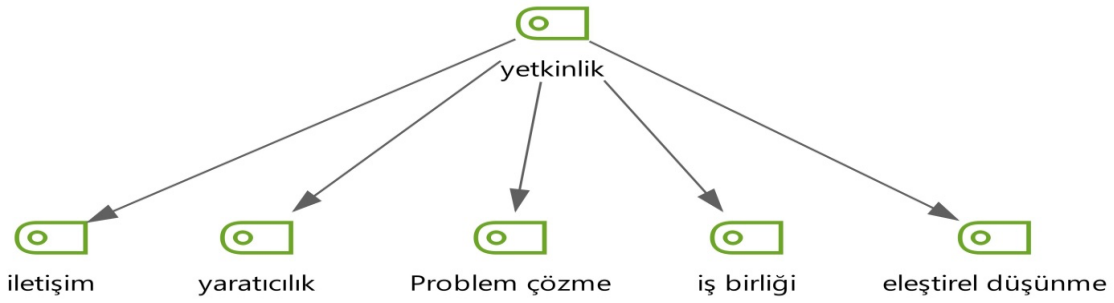 yetkinlik
iletişim
yaratıcılık
Problem çözme
iş birliği
eleştirel düşünme